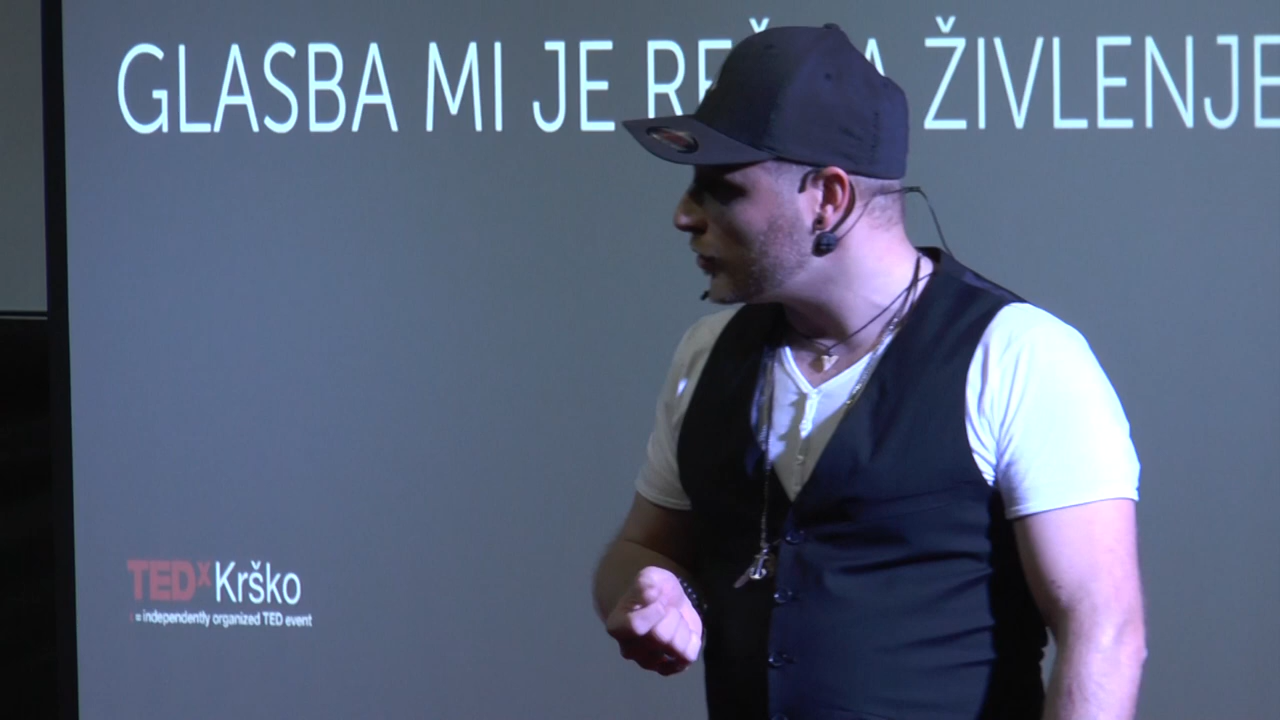 GLASBA MI JE ŽIVLENJE
TEDxKrško
x = independently organized TED event